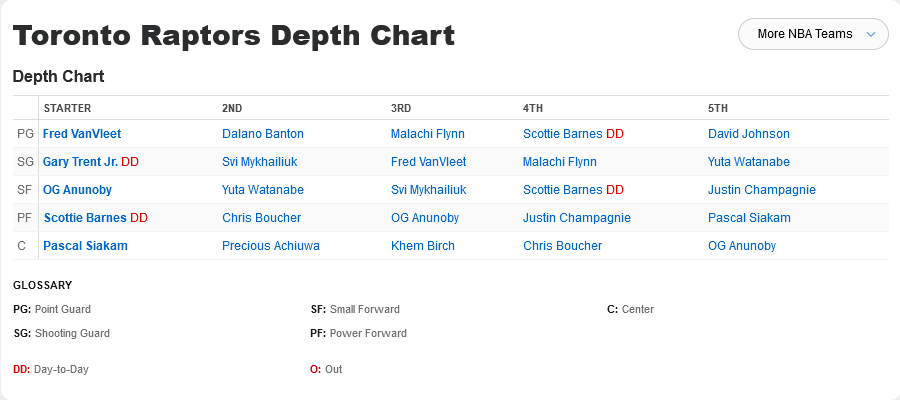 Toronto Raptors Depth Chart
More NBA Teams
Depth Chart
STARTER 2ND 3RD 4TH 5TH
PG Fred VanVleet Dalano Banton Malachi Flynn Scottie Barnes DD David Johnson
SG Gary Trent Jr. DD Svi Mykhailiuk Fred VanVleet Malachi Flynn Yuta Watanabe
SF OG Anunoby Yuta Watanabe Svi Mykhailiuk Scottie Barnes DD Justin Champagnie
PF Scottie Barnes DD Chris Boucher OG Anunoby Justin Champagnie Pascal Siakam
C Pascal Siakam Precious Achiuwa Khem Birch Chris Boucher OG Anunoby
GLOSSARY
PG: Point Guard SF: Small Forward C: Center
SG: Shooting Guard PF: Power Forward
DD: Day-to-Day O: Out